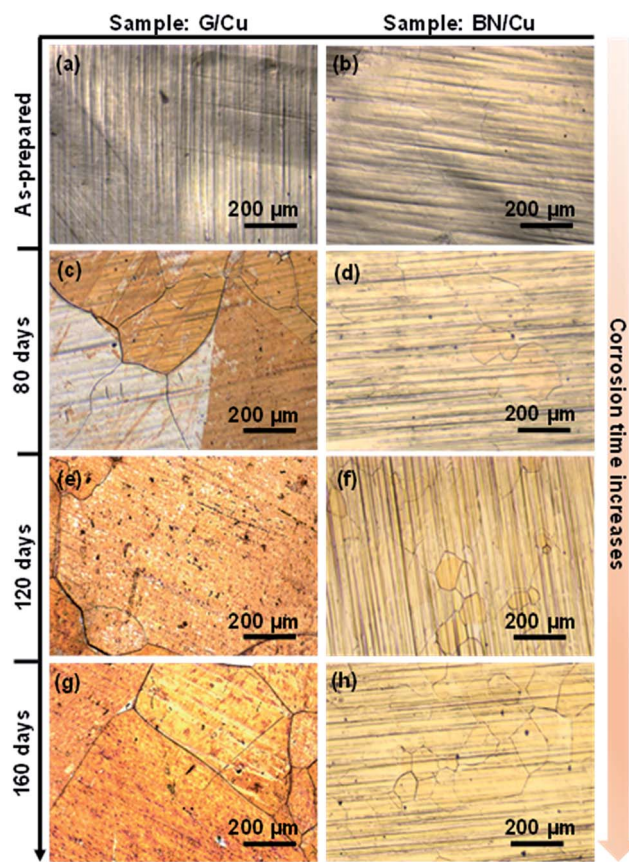 Sample: G/Cu
Sample: BN/Cu
As-prepared
(a)
200 µm
(b)
200 µm
80 days
(c)
200 µm
(d)
200 µm
120 days
(e)
200 µm
(f)
200 µm
160 days
(g)
200 µm
(h)
200 µm
Corrosion time increases